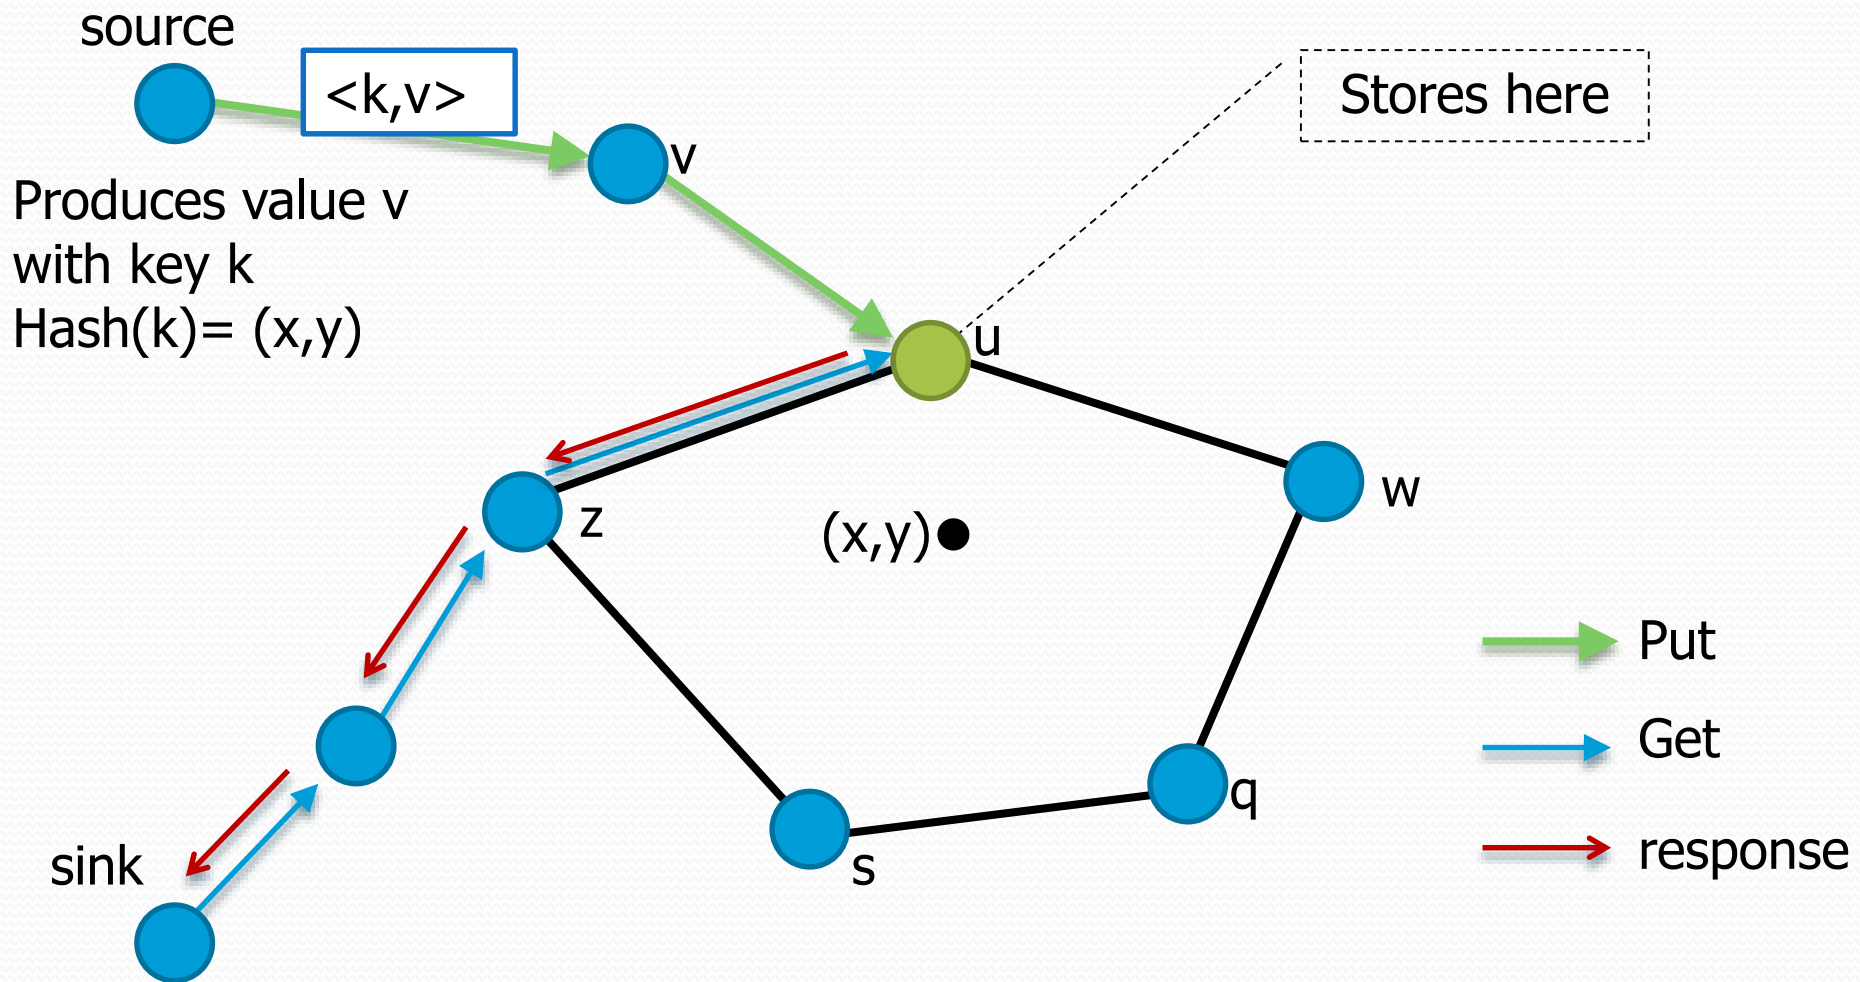 source
<k,v>
Stores here
v
Produces value v
with key k
Hash(k)= (x,y)
u
w
z
(x,y)
Put
Get
q
response
sink
s